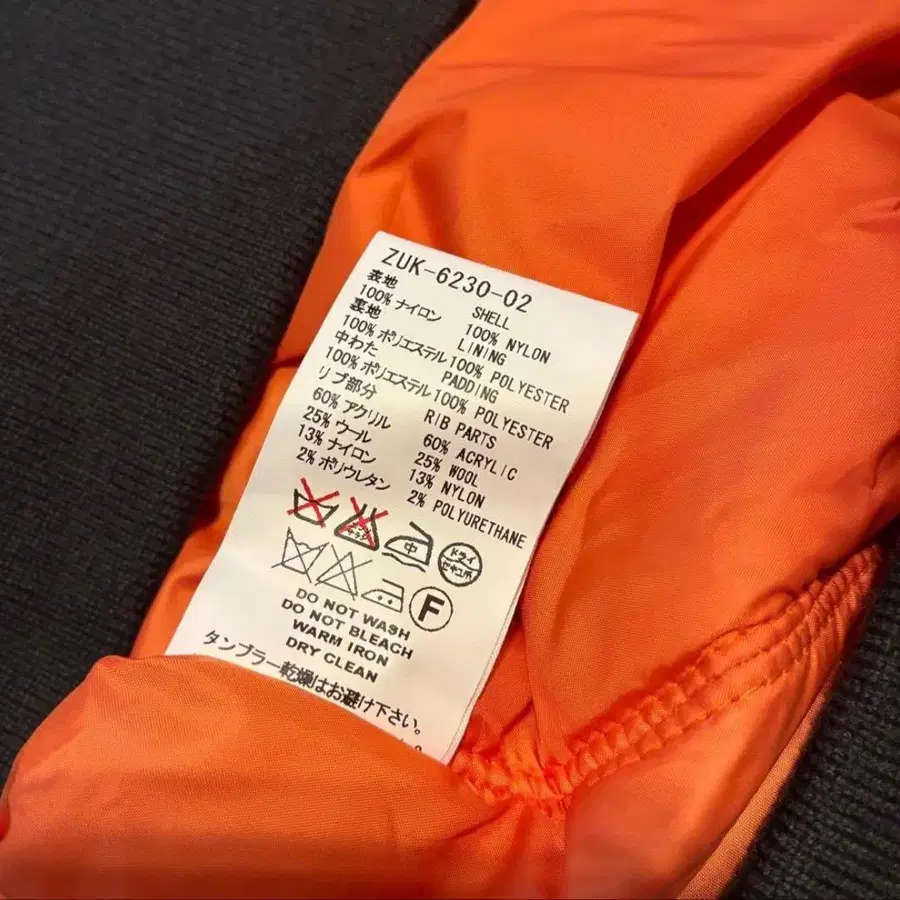 ZUK-6230-02
表地 SHELL
100% ナイロン 100% NYLON
裏地 LINING
100% ポリエステル 100% POLYESTER
中わた PADDING
100% ポリエステル 100% POLYESTER
リブ部分 RIB PARTS
60% アクリル 60% ACRYLIC
25% ウール 25% WOOL
13% ナイロン 13% NYLON
2% ポリウレタン 2% POLYURETHANE
中
ドライ
セキユ系
F
DO NOT WASH
DO NOT BLEACH
WARM IRON
DRY CLEAN
タンブラー乾燥はお避け下さい。